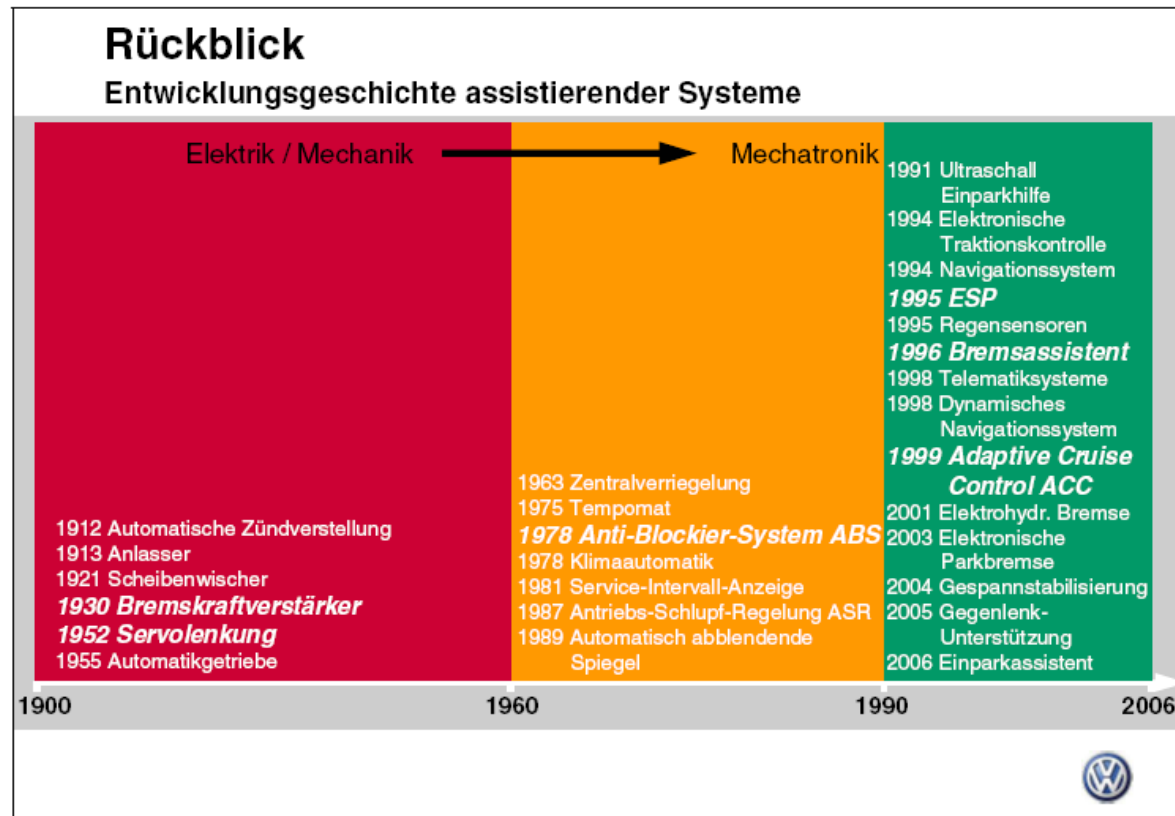 Rückblick
Entwicklungsgeschichte assistierender Systeme
Elektrik / Mechanik
Mechatronik
1912 Automatische Zündverstellung
1913 Anlasser
1921 Scheibenwischer
1930 Bremskraftverstärker
1952 Servolenkung
1955 Automatikgetriebe
1963 Zentralverriegelung
1975 Tempomat
1978 Anti-Blockier-System ABS
1978 Klimaautomatik
1981 Service-Intervall-Anzeige
1987 Antriebs-Schlupf-Regelung ASR
1989 Automatisch abblendende
Spiegel
1991 Ultraschall
Einparkhilfe
1994 Elektronische
Traktionskontrolle
1994 Navigationssystem
1995 ESP
1995 Regensensoren
1996 Bremsassistent
1998 Telematiksysteme
1998 Dynamisches
Navigationssystem
1999 Adaptive Cruise
Control ACC
2001 Elektrohydr. Bremse
2003 Elektronische
Parkbremse
2004 Gespannstabilisierung
2005 Gegenlenk-
Unterstützung
2006 Einparkassistent
1900 1960 1990 2006
VW